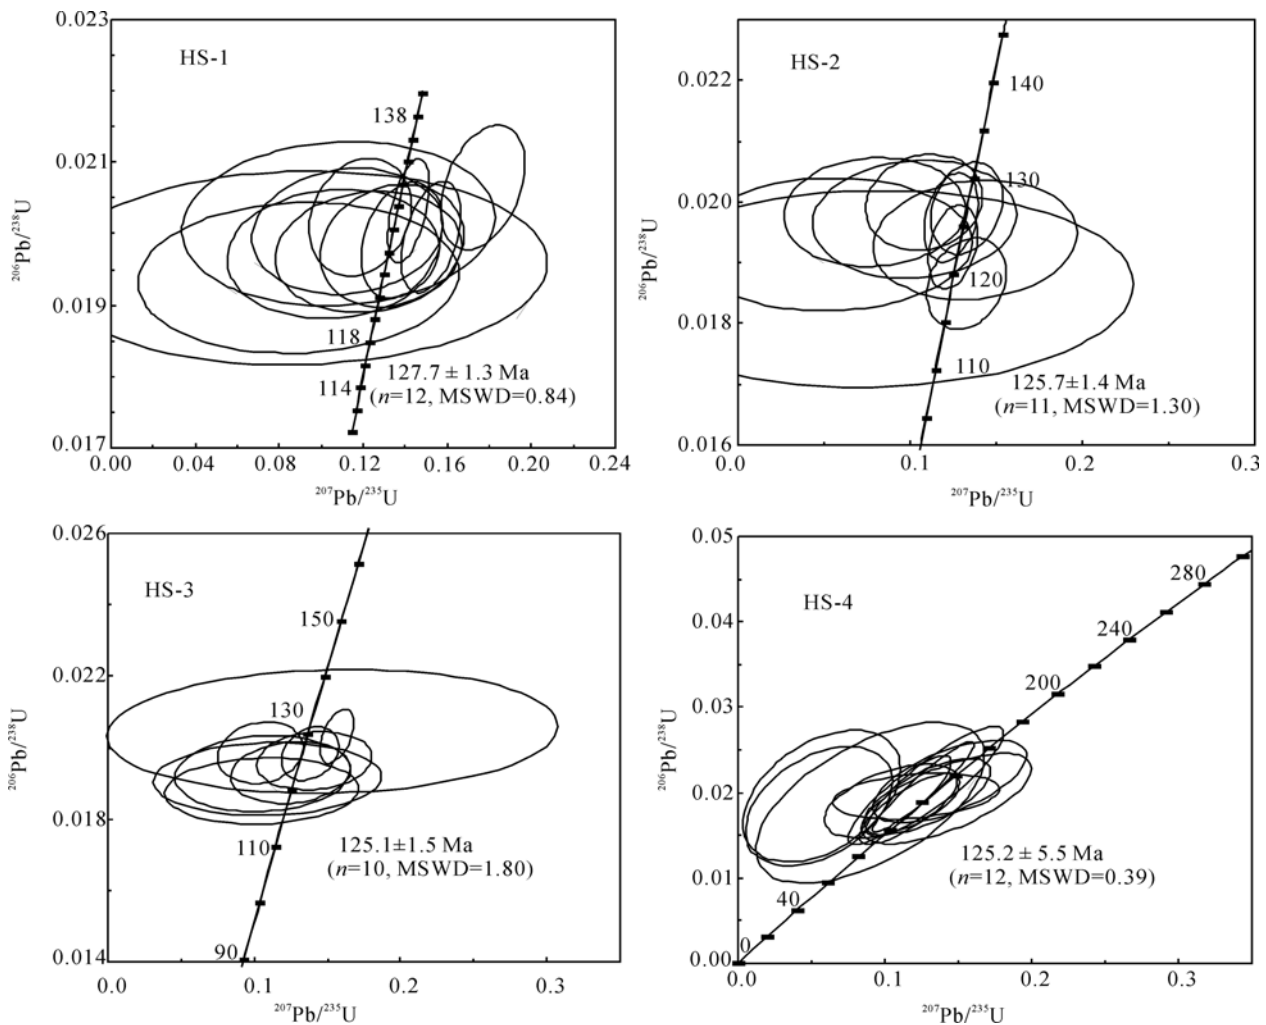 0.023
HS-1
138
0.021
²⁰⁶Pb/²³⁸U
0.019
118
127.7 ± 1.3 Ma
114
(n=12, MSWD=0.84)
0.017
0.00 0.04 0.08 0.12 0.16 0.20 0.24
²⁰⁷Pb/²³⁵U
HS-2
0.022
140
130
0.020
²⁰⁶Pb/²³⁸U
120
0.018
110
125.7±1.4 Ma
(n=11, MSWD=1.30)
0.016
0.0 0.1 0.2 0.3
²⁰⁷Pb/²³⁵U
0.026
HS-3
150
0.022
130
²⁰⁶Pb/²³⁸U
0.018
110
125.1±1.5 Ma
(n=10, MSWD=1.80)
90
0.014
0.0 0.1 0.2 0.3
²⁰⁷Pb/²³⁵U
0.05
280
HS-4
0.04
240
200
0.03
²⁰⁶Pb/²³⁸U
0.02
125.2 ± 5.5 Ma
(n=12, MSWD=0.39)
0.01
40
0
0.00
0.0 0.1 0.2 0.3
²⁰⁷Pb/²³⁵U